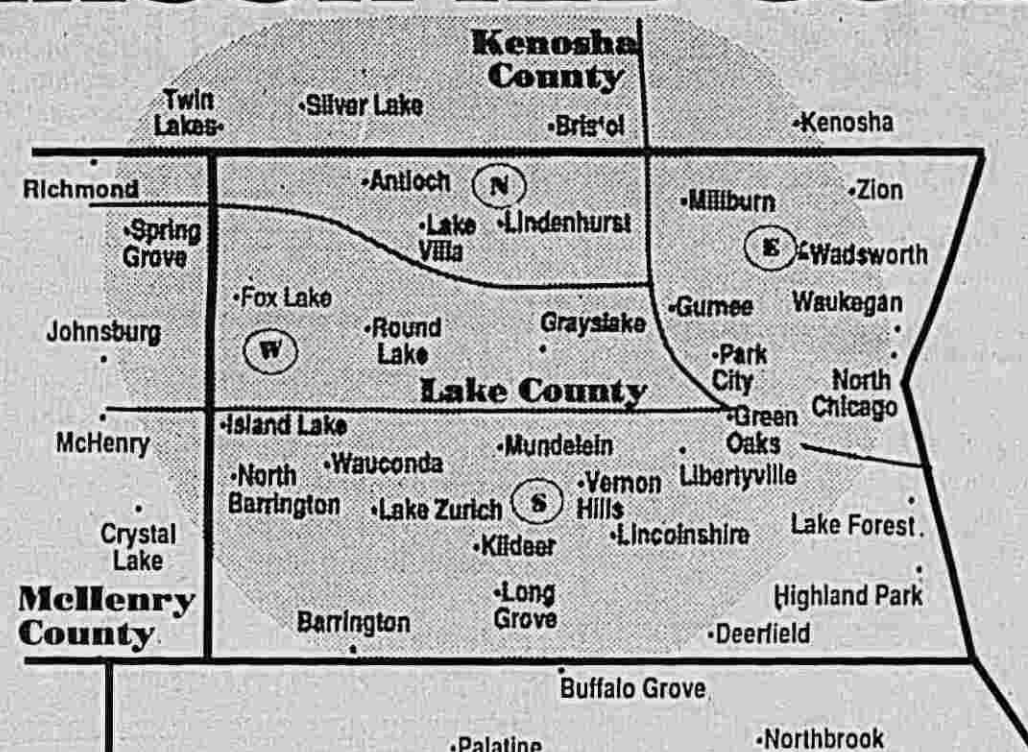 Kenosha
County
Twin
Lakes
Silver Lake
Bristol
Kenosha
Richmond
Antioch
N
Millburn
Zion
Spring
Grove
Lake
Villa
Lindenhurst
E
Wadsworth
Fox Lake
Gurnee
Waukegan
Johnsburg
W
Round
Lake
Grayslake
Park
City
North
Chicago
Lake County
McHenry
Island Lake
Green
Oaks
Mundelein
North
Barrington
Wauconda
Vernon
Hills
Libertyville
Lake Zurich
S
Crystal
Lake
Kildeer
Lincolnshire
Lake Forest
McHenry
County
Long
Grove
Highland Park
Barrington
Deerfield
Buffalo Grove
Palatine
Northbrook